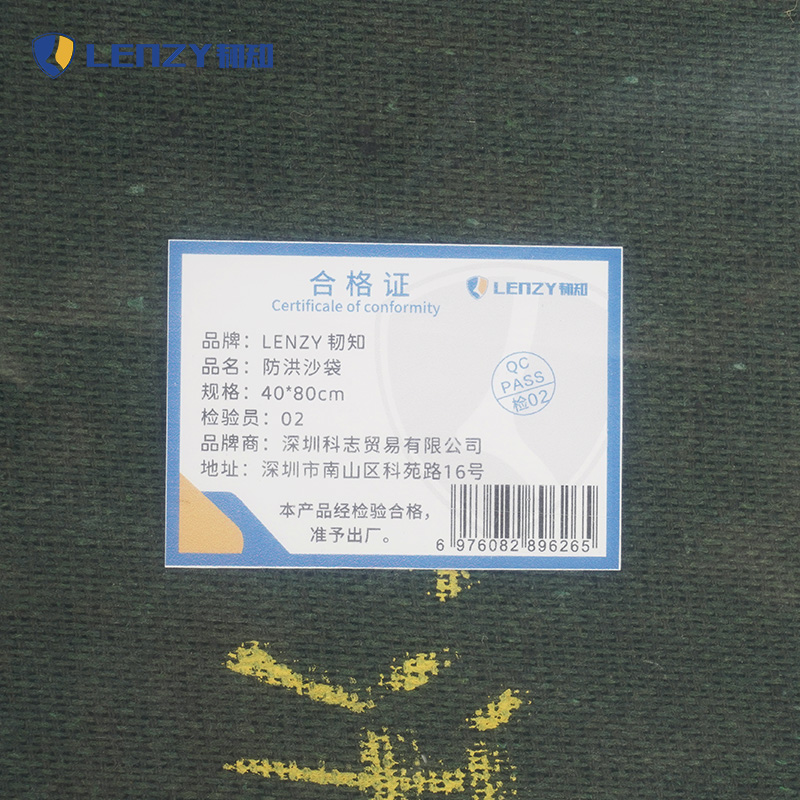 LENZY 韧知
合格证
LENZY 韧知
Certificale of conformity
品牌：LENZY 韧知
品名：防洪沙袋
规格：40*80cm
检验员：02
品牌商：深圳科志贸易有限公司
地址：深圳市南山区科苑路16号
QC
PASS
检02
本产品经检验合格，
准予出厂。
6 976082 896265